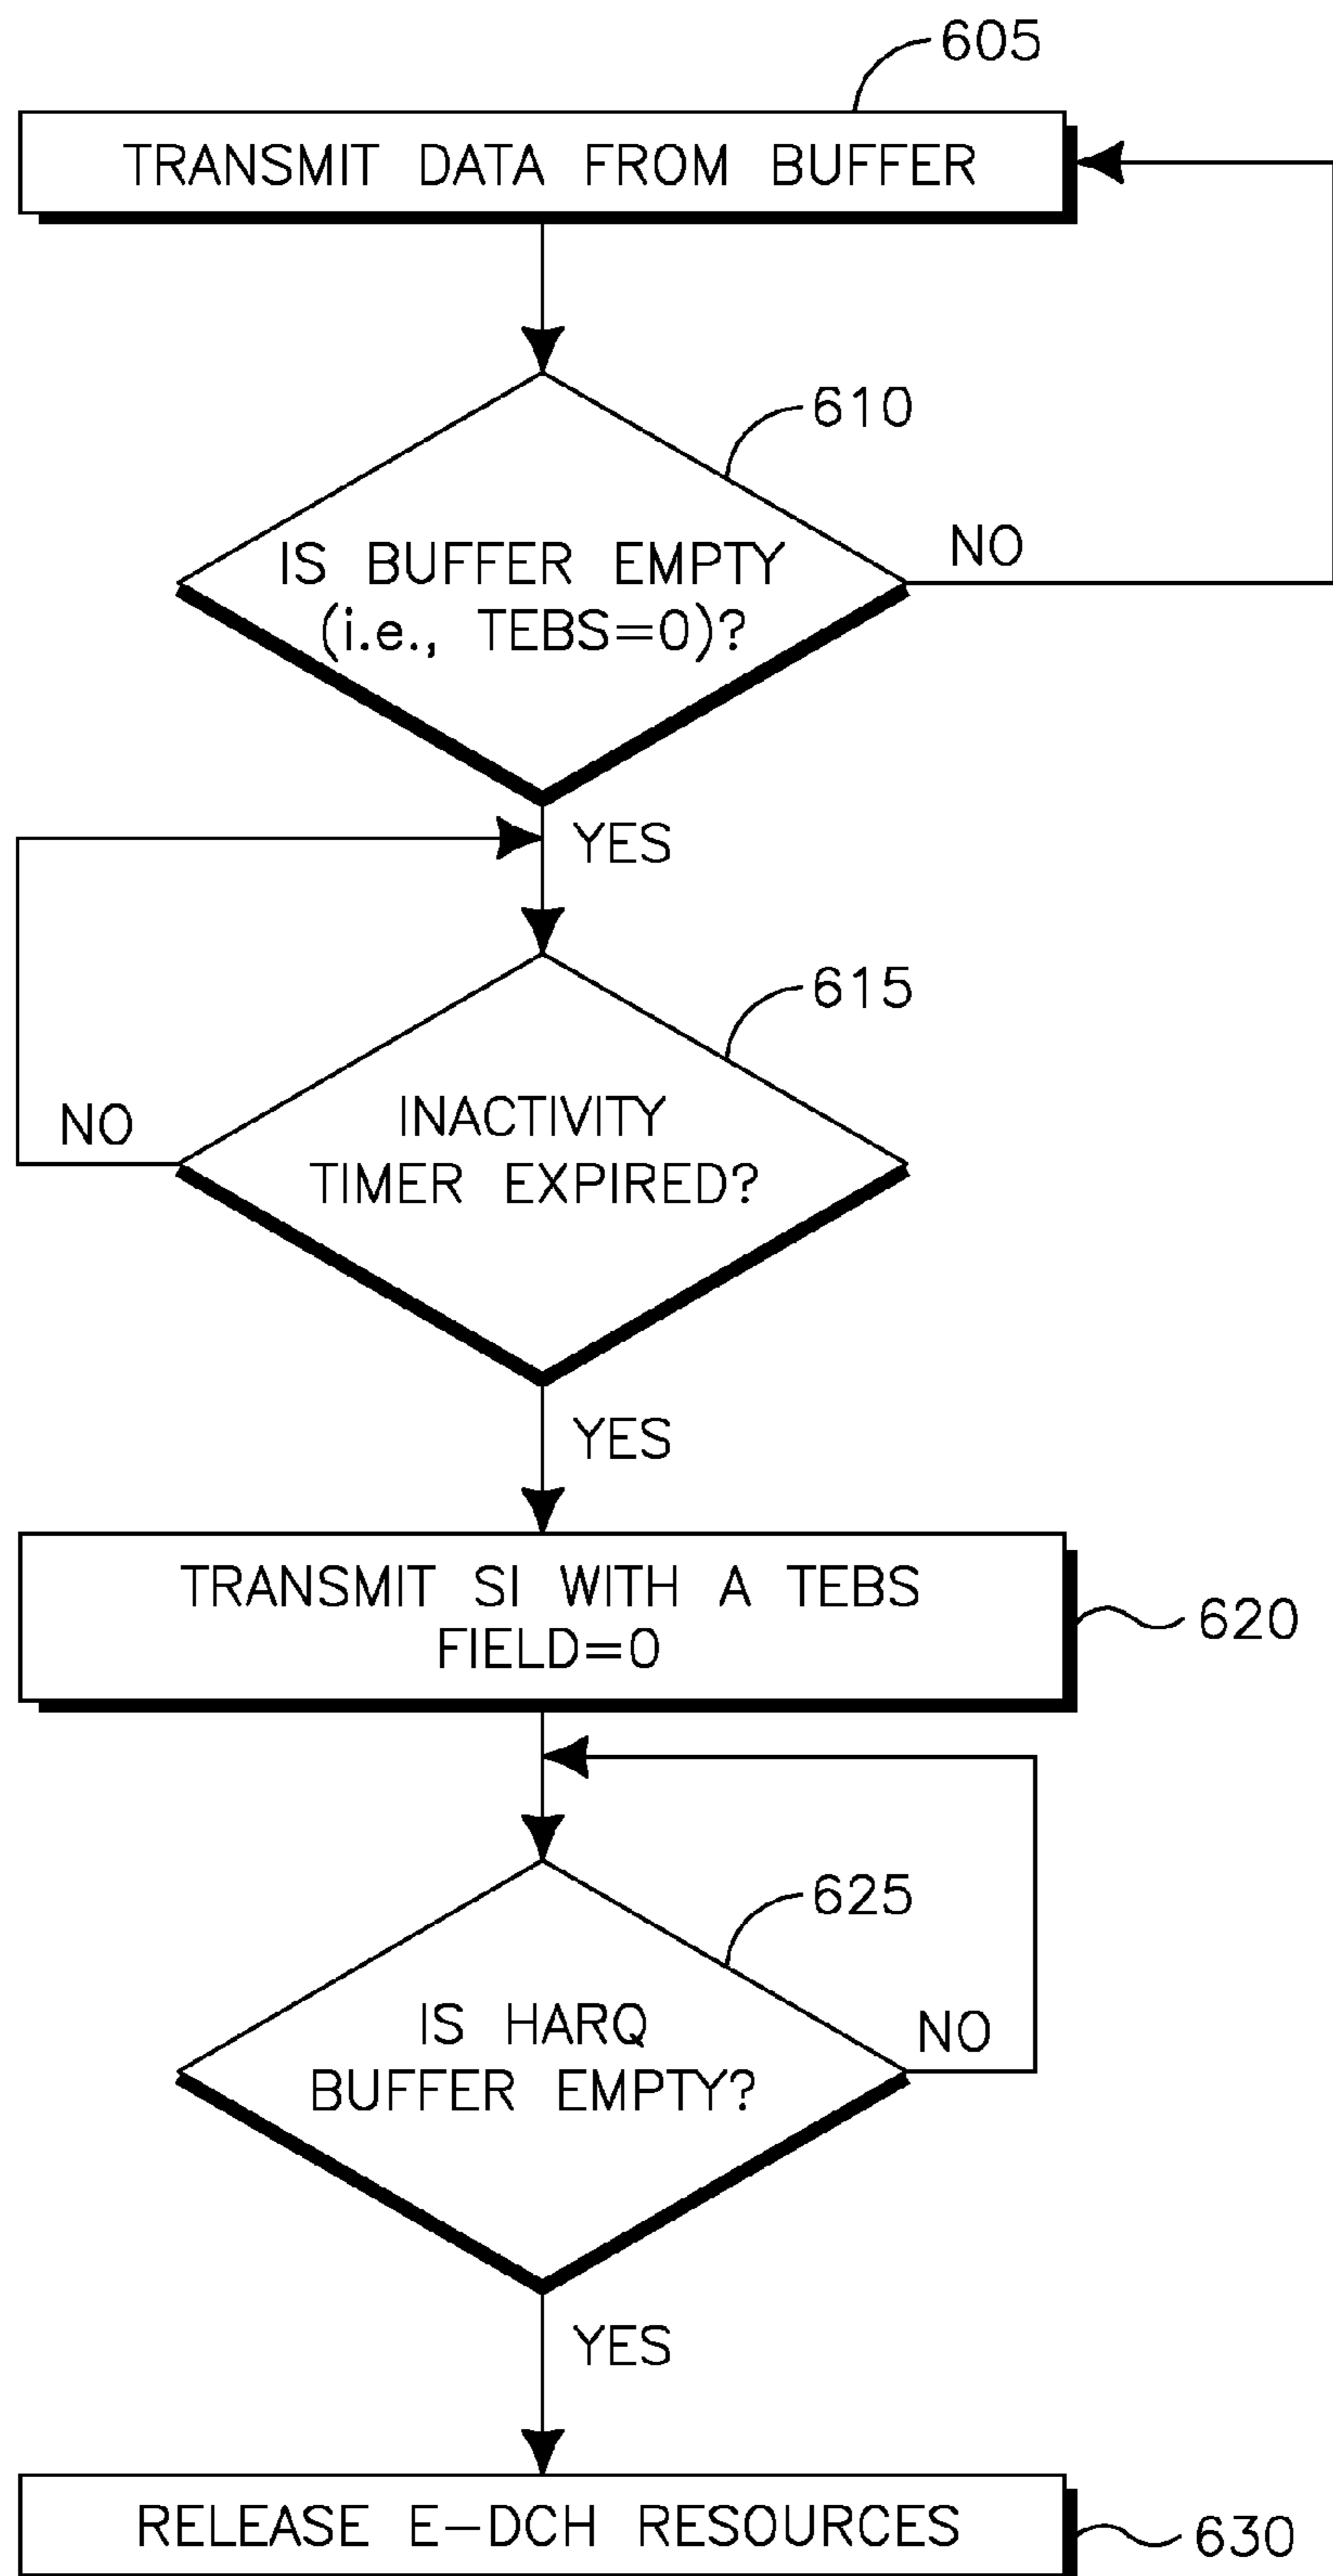 605
TRANSMIT DATA FROM BUFFER
610
IS BUFFER EMPTY
(i.e., TEBS=0)?
NO
YES
615
INACTIVITY
TIMER EXPIRED?
NO
YES
TRANSMIT SI WITH A TEBS
FIELD=0
620
625
IS HARQ
BUFFER EMPTY?
NO
YES
RELEASE E-DCH RESOURCES
630